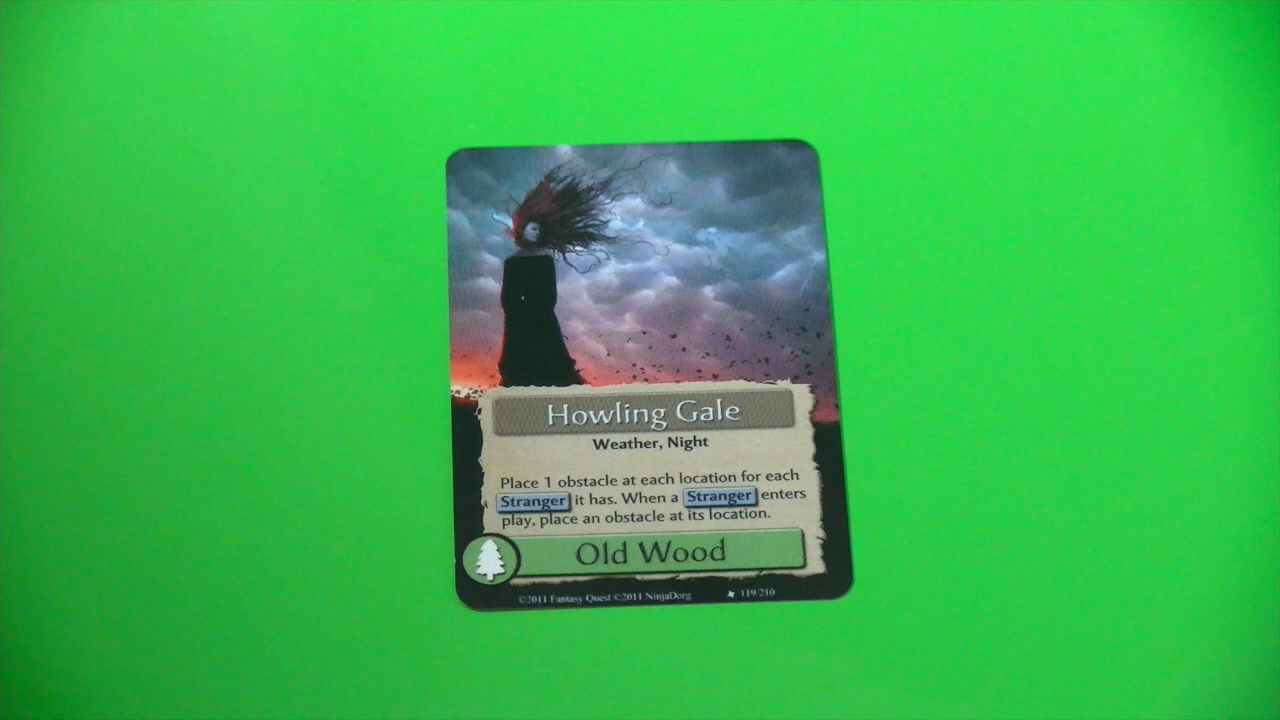 Howling Gale
Weather, Night
Place 1 obstacle at each location for each
Stranger it has. When a Stranger enters
play, place an obstacle at its location.
Old Wood
©2011 Fantasy Quest ©2011 NinjaDorg
119/210